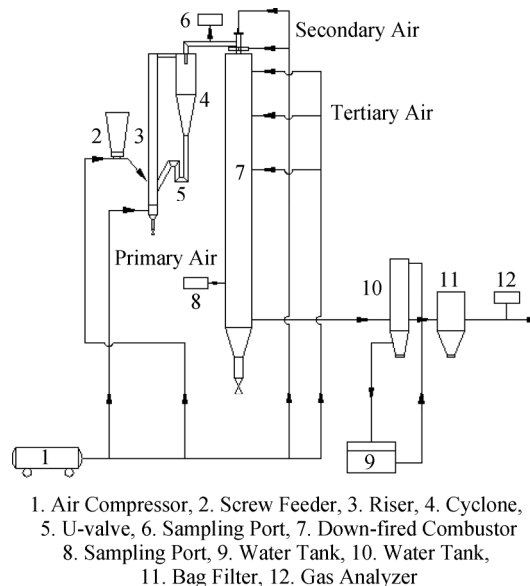 6
Secondary Air
4
2
3
Tertiary Air
7
5
Primary Air
8
10
11
12
1
9
1. Air Compressor, 2. Screw Feeder, 3. Riser, 4. Cyclone,
5. U-valve, 6. Sampling Port, 7. Down-fired Combustor
8. Sampling Port, 9. Water Tank, 10. Water Tank,
11. Bag Filter, 12. Gas Analyzer